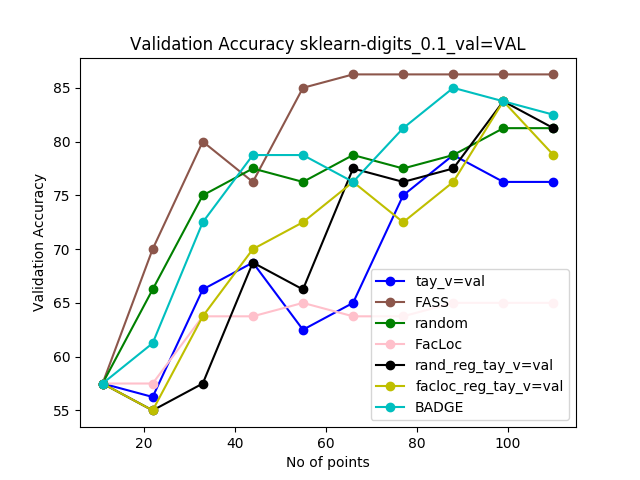 Validation Accuracy sklearn-digits_0.1_val=VAL
Validation Accuracy
85
80
75
70
65
60
55
20
40
60
80
100
No of points
tay_v=val
FASS
random
FacLoc
rand_reg_tay_v=val
facloc_reg_tay_v=val
BADGE